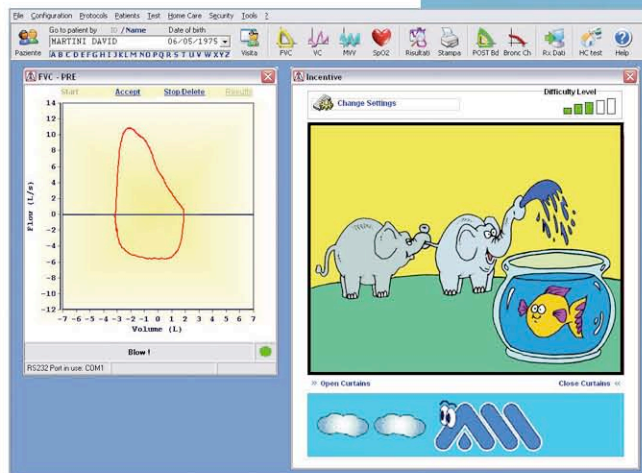 File Configuration Protocols Patients Test Home Care Security Tools ?
Go to patient by ID / Name Date of birth
MARTINI DAVID 06/05/1975
A B C D E F G H I J K L M N O P Q R S T U V W X Y Z
Paziente Visita FVC VC MVV SpO2 Risultati Stampa POST Bd Bronc Ch Rx Dati HC test Help
FVC - PRE
Start Accept Stop/Delete Results
14
12
10
8
6
4
2
0
-2
-4
-6
-8
-10
-12
Flow (L/s)
-7 -6 -5 -4 -3 -2 -1 0 1 2 3 4 5 6 7
Volume (L)
Blow !
RS232 Port in use: COM1
Incentive
Change Settings
Difficulty Level
>> Open Curtains Close Curtains <<